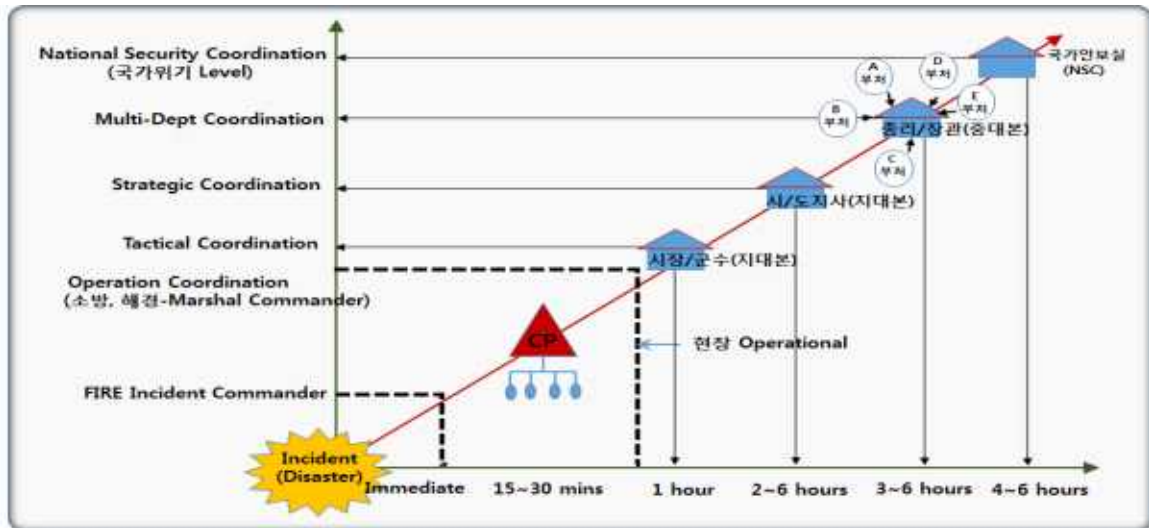 National Security Coordination
(국가위기 Level)
국가안보실
(NSC)
A
부처
D
부처
B
부처
E
부처
Multi-Dept Coordination
총리/장관(중대본)
C
부처
Strategic Coordination
시/도지사(지대본)
Tactical Coordination
시장/군수(지대본)
Operation Coordination
(소방, 해경-Marshal Commander)
CP
현장 Operational
FIRE Incident Commander
Incident
(Disaster)
Immediate
15~30 mins
1 hour
2~6 hours
3~6 hours
4~6 hours